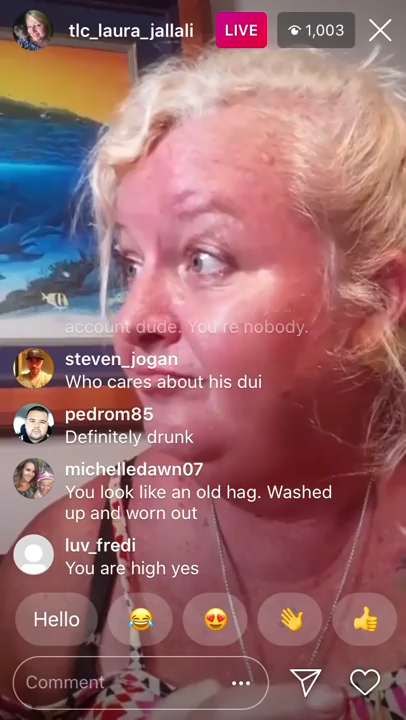 tlc_laura_jallali LIVE 1,003
account dude. You're nobody.
steven_jogan
Who cares about his dui
pedrom85
Definitely drunk
michelledawn07
You look like an old hag. Washed
up and worn out
luv_fredi
You are high yes
Hello
Comment